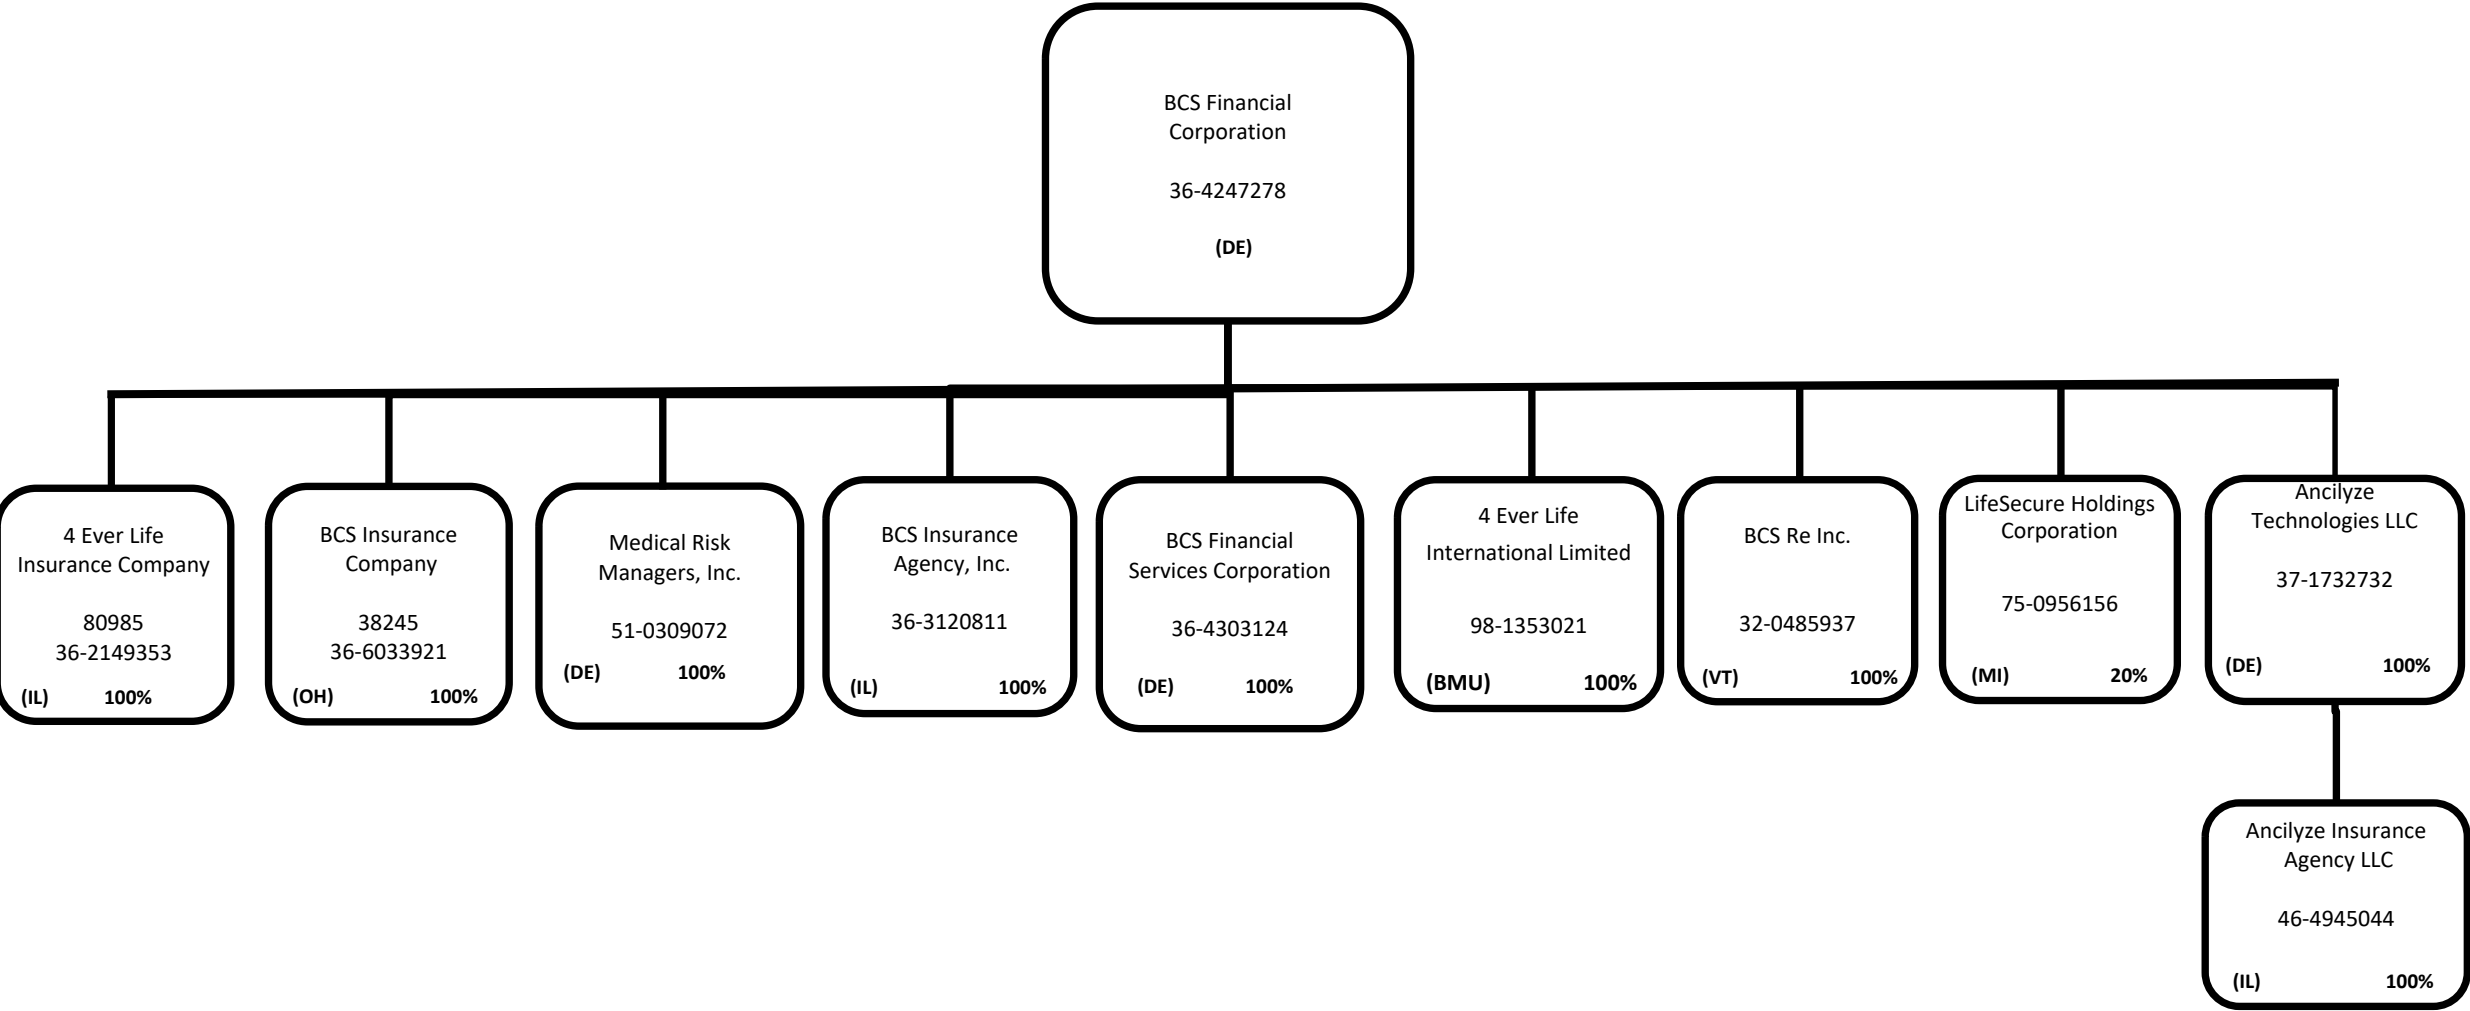 BCS Financial
Corporation
36-4247278
(DE)
4 Ever Life
Insurance Company
80985
36-2149353
(IL) 100%
BCS Insurance
Company
38245
36-6033921
(OH) 100%
Medical Risk
Managers, Inc.
51-0309072
(DE) 100%
BCS Insurance
Agency, Inc.
36-3120811
(IL) 100%
BCS Financial
Services Corporation
36-4303124
(DE) 100%
4 Ever Life
International Limited
98-1353021
(BMU) 100%
BCS Re Inc.
32-0485937
(VT) 100%
LifeSecure Holdings
Corporation
75-0956156
(MI) 20%
Ancilyze
Technologies LLC
37-1732732
(DE) 100%
Ancilyze Insurance
Agency LLC
46-4945044
(IL) 100%